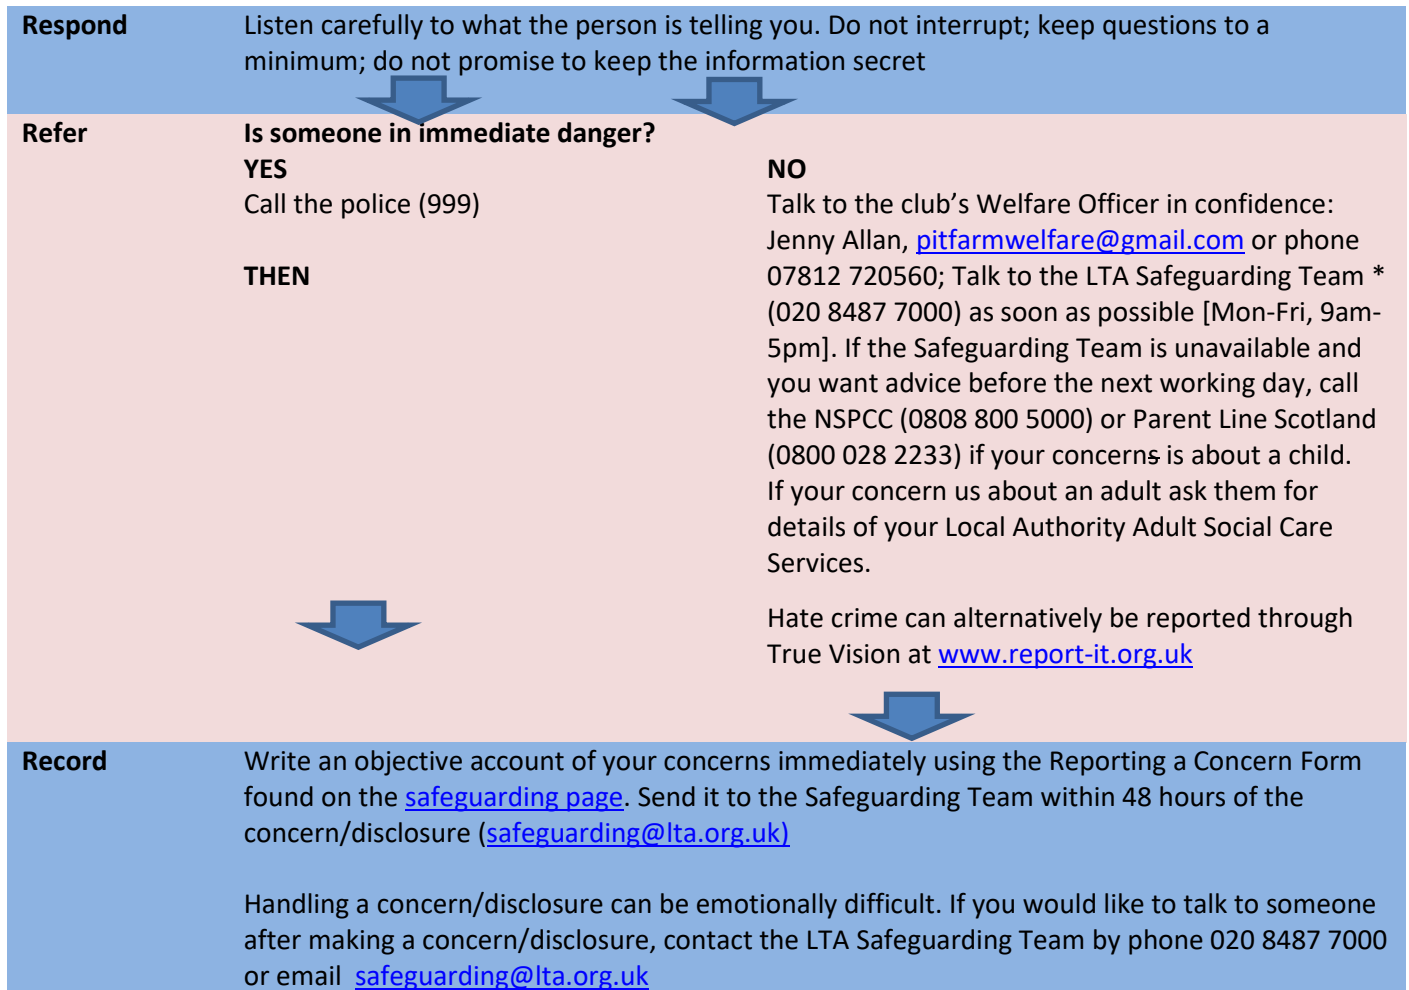 Respond
Listen carefully to what the person is telling you. Do not interrupt; keep questions to a
minimum; do not promise to keep the information secret
Refer
Is someone in immediate danger?
YES
Call the police (999)
THEN
NO
Talk to the club’s Welfare Officer in confidence:
Jenny Allan, pitfarmwelfare@gmail.com or phone
07812 720560; Talk to the LTA Safeguarding Team *
(020 8487 7000) as soon as possible [Mon-Fri, 9am-
5pm]. If the Safeguarding Team is unavailable and
you want advice before the next working day, call
the NSPCC (0808 800 5000) or Parent Line Scotland
(0800 028 2233) if your concerns is about a child.
If your concern us about an adult ask them for
details of your Local Authority Adult Social Care
Services.
Hate crime can alternatively be reported through
True Vision at www.report-it.org.uk
Record
Write an objective account of your concerns immediately using the Reporting a Concern Form
found on the safeguarding page. Send it to the Safeguarding Team within 48 hours of the
concern/disclosure (safeguarding@lta.org.uk)
Handling a concern/disclosure can be emotionally difficult. If you would like to talk to someone
after making a concern/disclosure, contact the LTA Safeguarding Team by phone 020 8487 7000
or email safeguarding@lta.org.uk